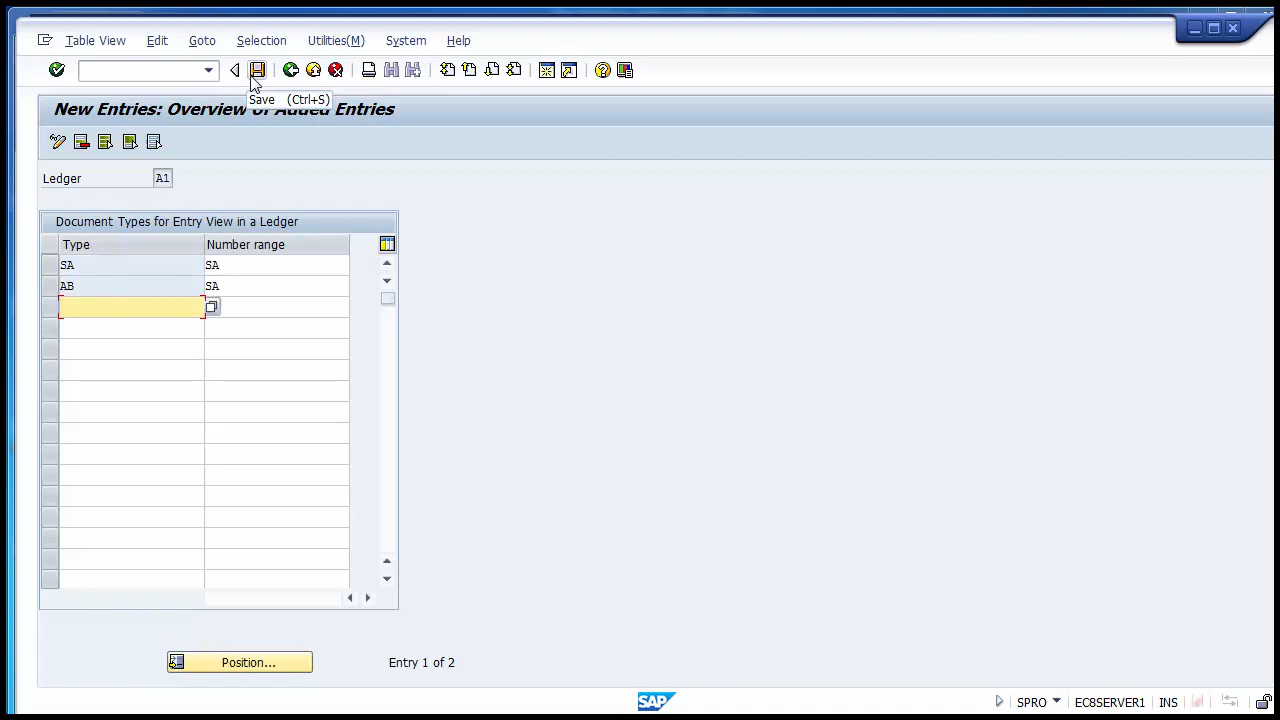 Table View Edit Goto Selection Utilities(M) System Help
Save (Ctrl+S)
New Entries: Overview of Added Entries
Ledger A1
Document Types for Entry View in a Ledger
Type Number range
SA SA
AB SA
Position... Entry 1 of 2
SAP SPRO EC8SERVER1 INS